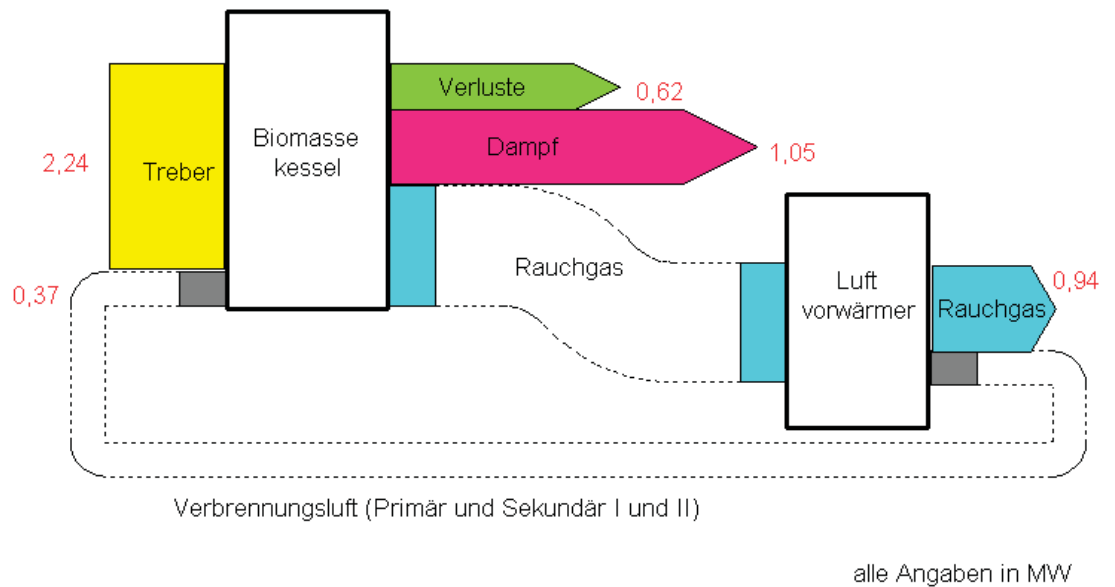 Verluste
0,62
Biomasse
kessel
Dampf
1,05
2,24
Treber
Rauchgas
0,37
Luft
vorwärmer
Rauchgas
0,94
Verbrennungsluft (Primär und Sekundär I und II)
alle Angaben in MW